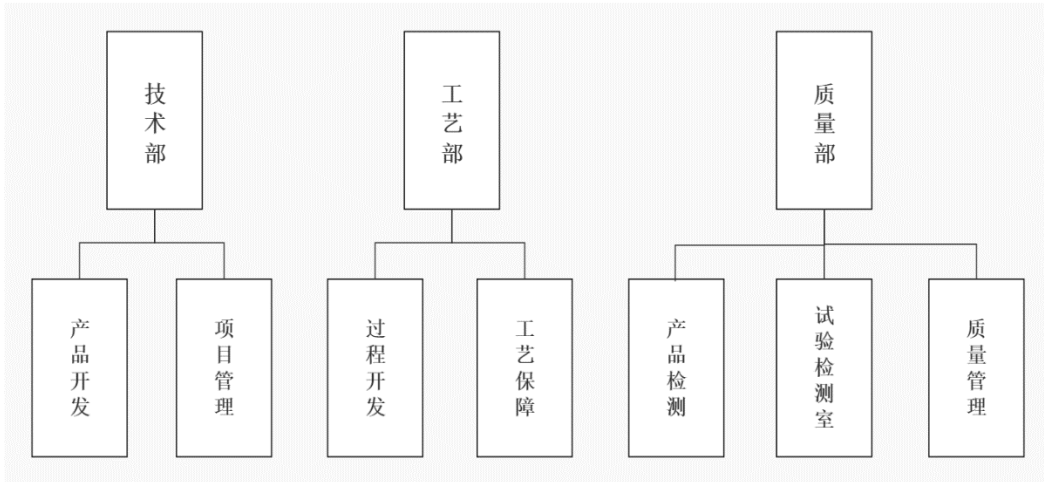 技术部
工艺部
质量部
产品开发
项目管理
过程开发
工艺保障
产品检测
试验检测室
质量管理